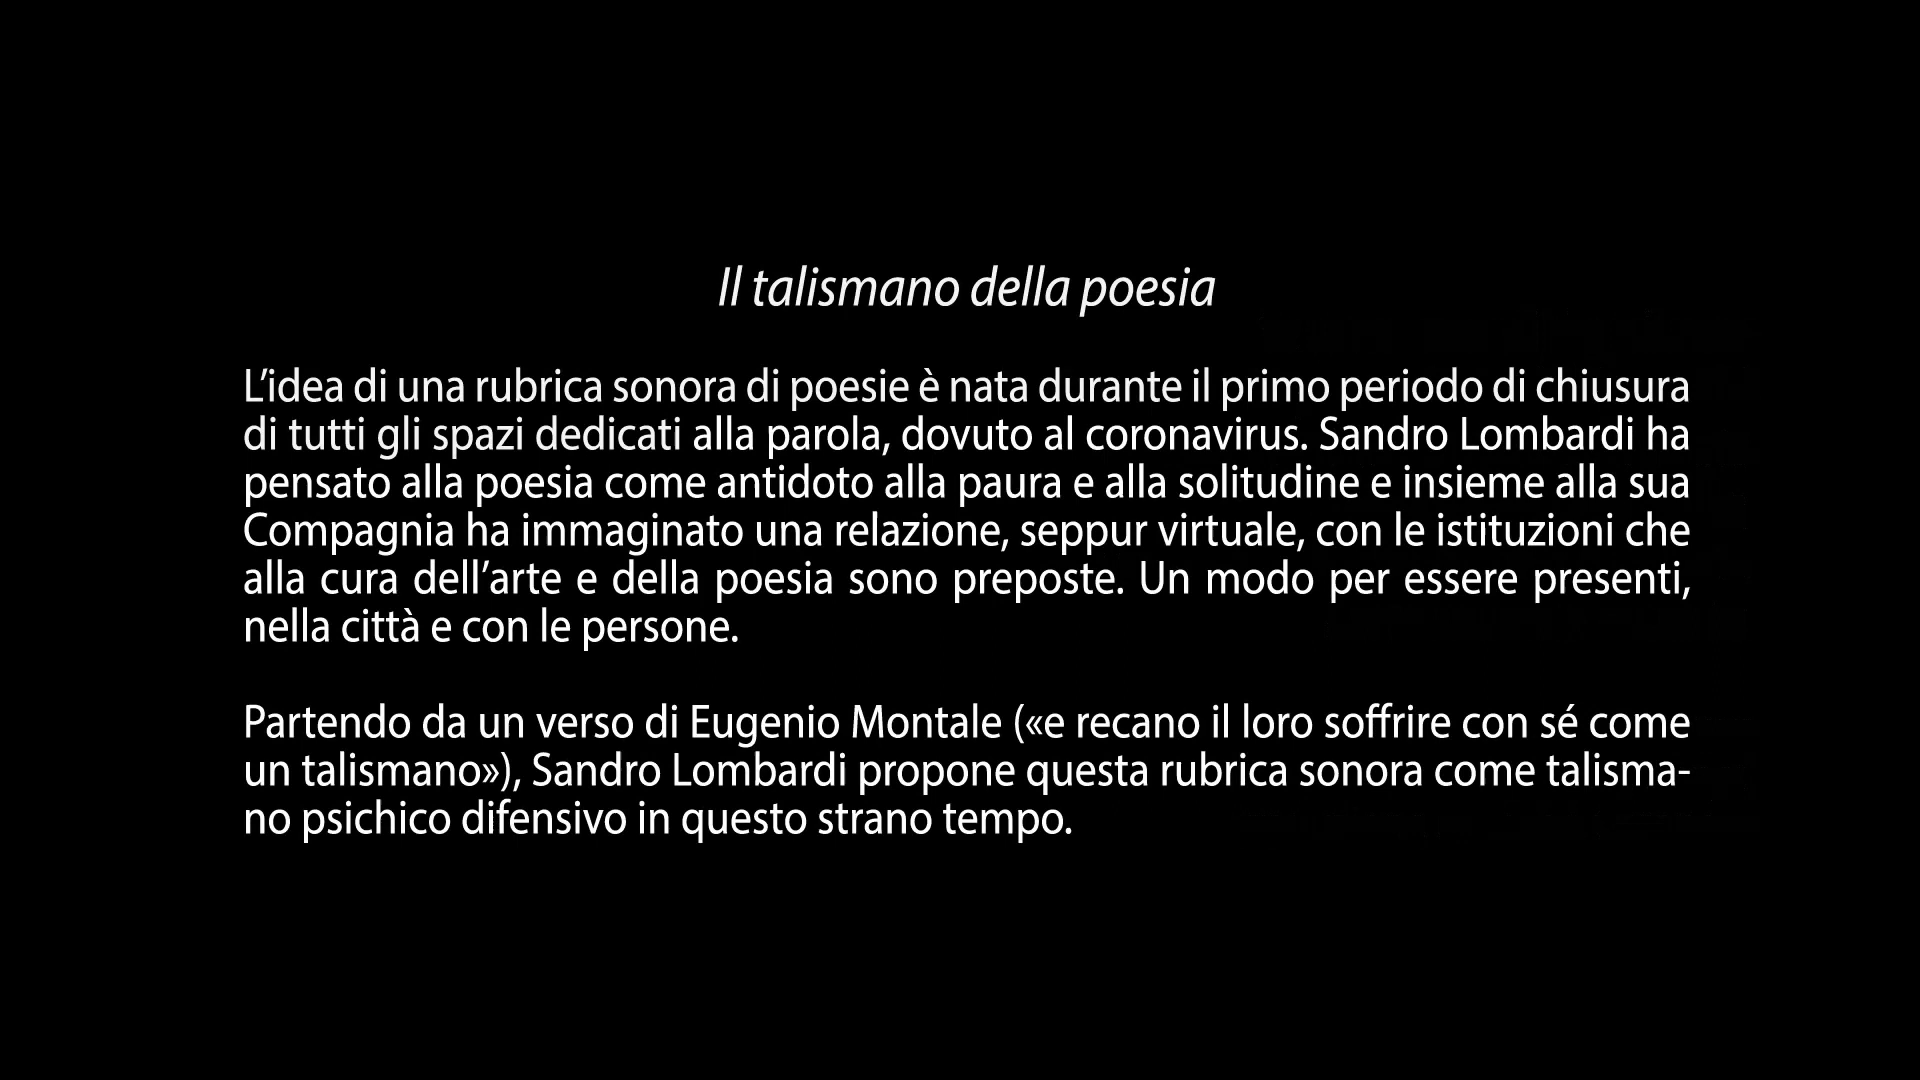 Il talismano della poesia
L’idea di una rubrica sonora di poesie è nata durante il primo periodo di chiusura
di tutti gli spazi dedicati alla parola, dovuto al coronavirus. Sandro Lombardi ha
pensato alla poesia come antidoto alla paura e alla solitudine e insieme alla sua
Compagnia ha immaginato una relazione, seppur virtuale, con le istituzioni che
alla cura dell’arte e della poesia sono preposte. Un modo per essere presenti,
nella città e con le persone.
Partendo da un verso di Eugenio Montale («e recano il loro soffrire con sé come
un talismano»), Sandro Lombardi propone questa rubrica sonora come talisma-
no psichico difensivo in questo strano tempo.